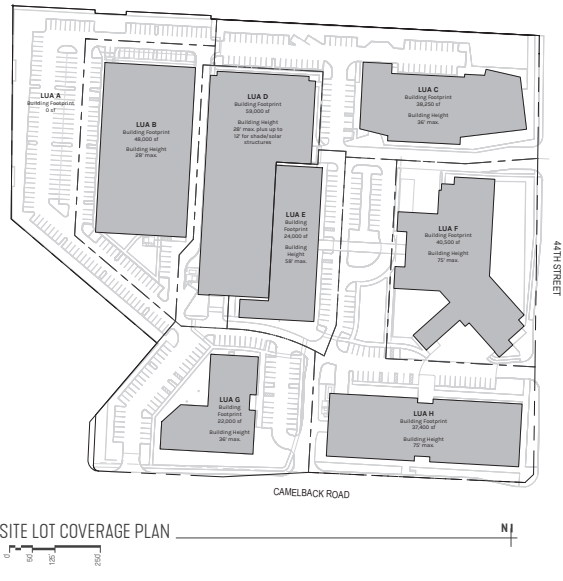 LUA A
Building Footprint
0 sf
LUA B
Building Footprint
48,000 sf
Building Height
28' max.
LUA D
Building Footprint
59,000 sf
Building Height
28' max. plus up to
12' for shade/solar
structures
LUA C
Building Footprint
38,250 sf
Building Height
36' max.
LUA E
Building
Footprint
24,000 sf
Building
Height
58' max.
LUA F
Building Footprint
40,500 sf
Building Height
75' max.
44TH STREET
LUA G
Building
Footprint
22,000 sf
Building Height
36' max.
LUA H
Building Footprint
37,400 sf
Building Height
75' max.
CAMELBACK ROAD
SITE LOT COVERAGE PLAN
N
0' 50' 125' 250'